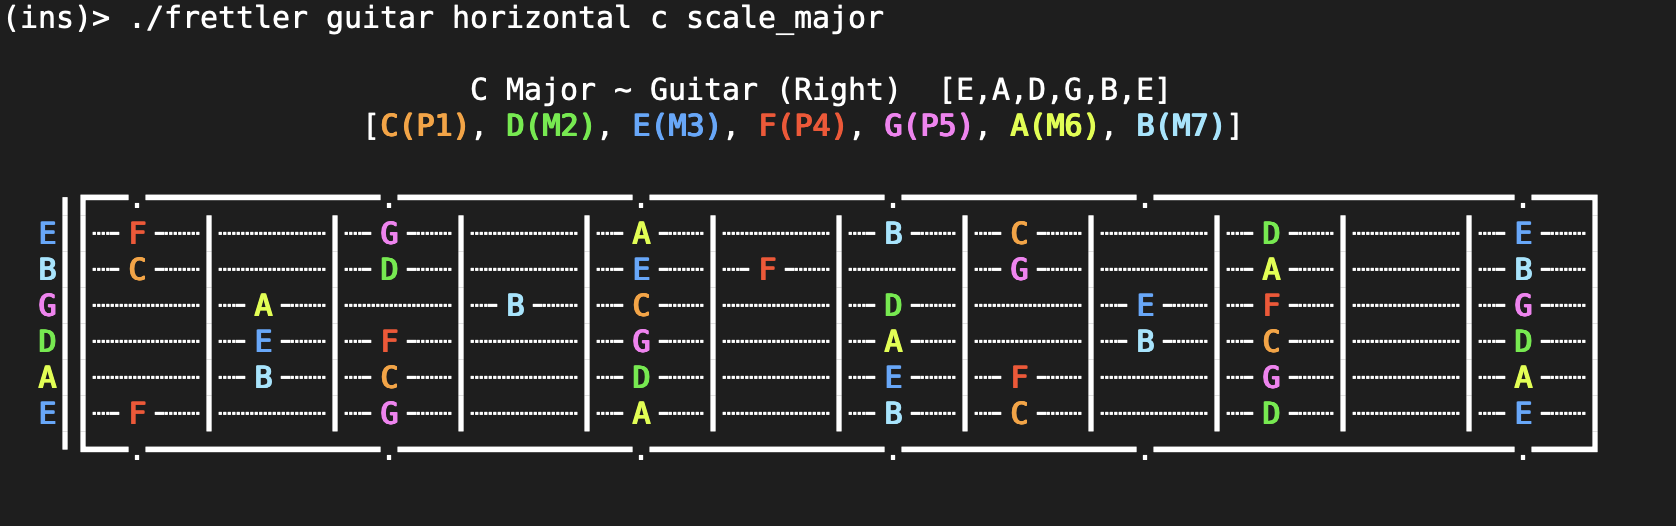 (ins)> ./frettler guitar horizontal c scale_major
C Major ~ Guitar (Right)  [E,A,D,G,B,E]
[C(P1), D(M2), E(M3), F(P4), G(P5), A(M6), B(M7)]
E F G A B C D E
B C D E F G A B
G A B C D E F G
D E F G A B C D
A B C D E F G A
E F G A B C D E